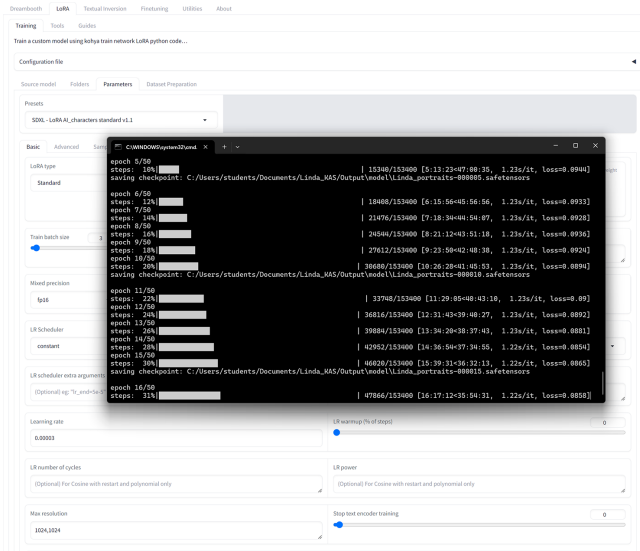 Dreambooth LoRA Textual Inversion Finetuning Utilities About
Training Tools Guides
Train a custom model using kohya train network LoRA python code…
Configuration file
Source model Folders Parameters Dataset Preparation
Presets
SDXL - LoRA AI_characters standard v1.1
Basic Advanced
LoRA type
Standard
Train batch size 3
Mixed precision
fp16
LR Scheduler
constant
LR scheduler extra arguments
(Optional) eg: "lr_end=5e-5"
C:\WINDOWS\system32\cmd.
epoch 5/50
steps: 10%| | 15340/153400 [5:13:23<47:00:35, 1.23s/it, loss=0.0944]
saving checkpoint: C:/Users/students/Documents/Linda_KAS/Output\model\Linda_portraits-000005.safetensors
epoch 6/50
steps: 12%| | 18408/153400 [6:15:56<45:56:56, 1.23s/it, loss=0.0933]
epoch 7/50
steps: 14%| | 21476/153400 [7:18:34<44:54:07, 1.23s/it, loss=0.0928]
epoch 8/50
steps: 16%| | 24544/153400 [8:21:12<43:51:18, 1.23s/it, loss=0.0936]
epoch 9/50
steps: 18%| | 27612/153400 [9:23:50<42:48:38, 1.23s/it, loss=0.0924]
epoch 10/50
steps: 20%| | 30680/153400 [10:26:28<41:45:53, 1.23s/it, loss=0.0894]
saving checkpoint: C:/Users/students/Documents/Linda_KAS/Output\model\Linda_portraits-000010.safetensors
epoch 11/50
steps: 22%| | 33748/153400 [11:29:05<40:43:10, 1.23s/it, loss=0.09]
epoch 12/50
steps: 24%| | 36816/153400 [12:31:43<39:40:27, 1.23s/it, loss=0.0892]
epoch 13/50
steps: 26%| | 39884/153400 [13:34:20<38:37:43, 1.23s/it, loss=0.0881]
epoch 14/50
steps: 28%| | 42952/153400 [14:36:54<37:34:55, 1.22s/it, loss=0.0854]
epoch 15/50
steps: 30%| | 46020/153400 [15:39:31<36:32:13, 1.22s/it, loss=0.0865]
saving checkpoint: C:/Users/students/Documents/Linda_KAS/Output\model\Linda_portraits-000015.safetensors
epoch 16/50
steps: 31%| | 47866/153400 [16:17:12<35:54:31, 1.22s/it, loss=0.0858]
Learning rate
0.00003
LR warmup (% of steps) 0
LR number of cycles
(Optional) For Cosine with restart and polynomial only
LR power
(Optional) For Cosine with restart and polynomial only
Max resolution
1024,1024
Stop text encoder training 0